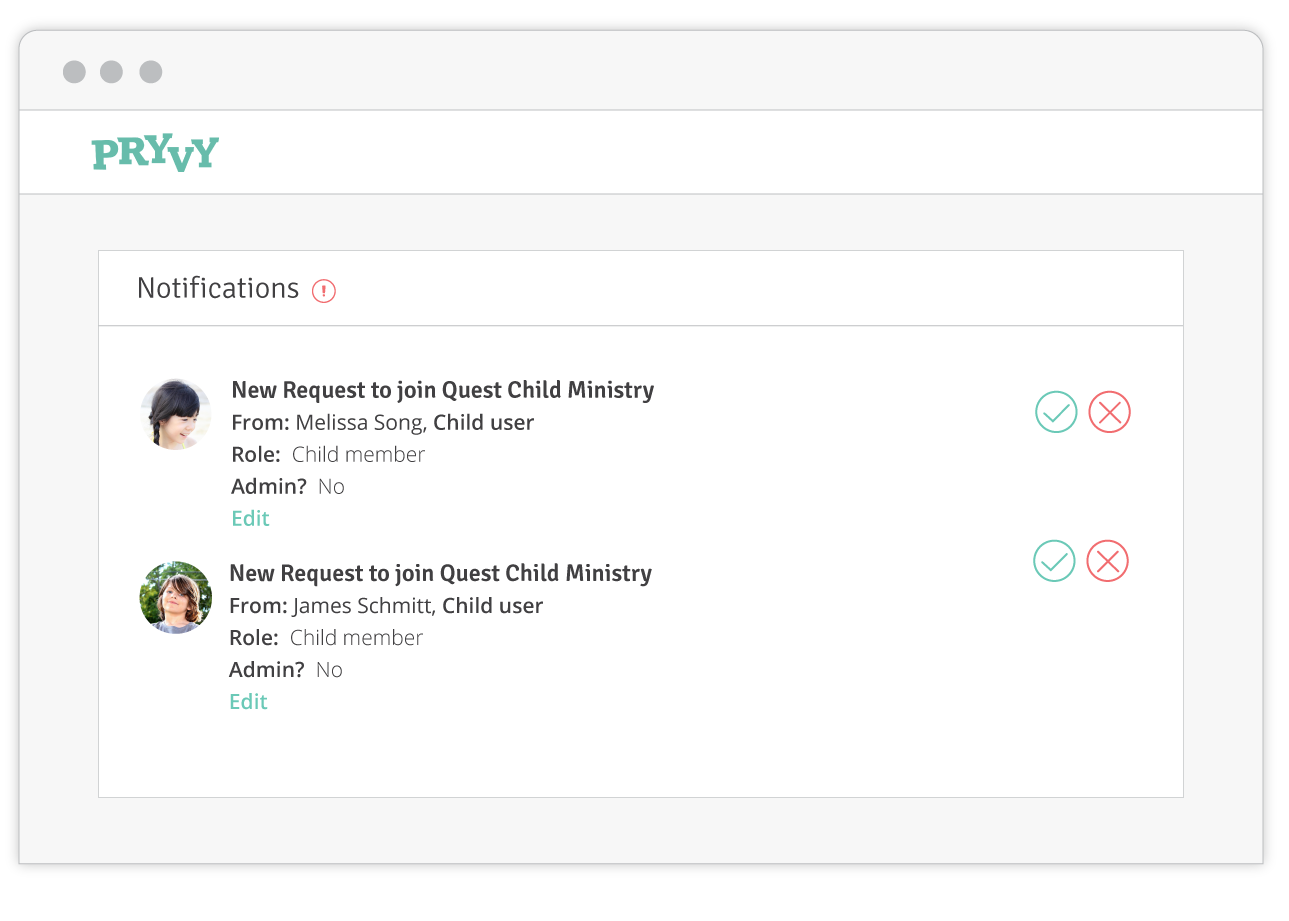 PRYVY
Notifications !
New Request to join Quest Child Ministry
From: Melissa Song, Child user
Role: Child member
Admin? No
Edit
New Request to join Quest Child Ministry
From: James Schmitt, Child user
Role: Child member
Admin? No
Edit